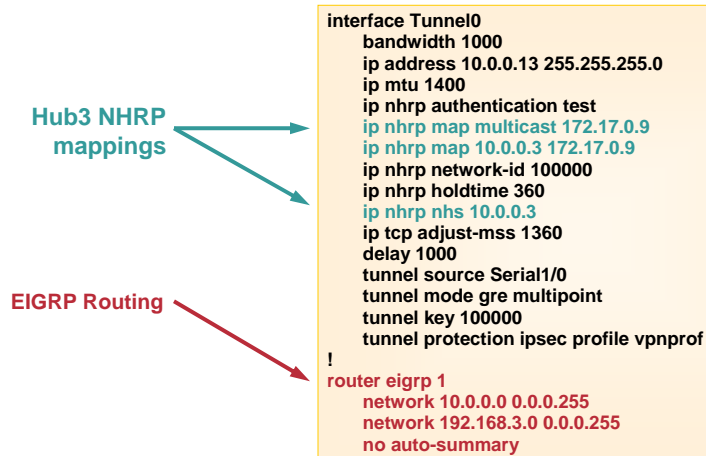 Hub3 NHRP
mappings
EIGRP Routing
interface Tunnel0
bandwidth 1000
ip address 10.0.0.13 255.255.255.0
ip mtu 1400
ip nhrp authentication test
ip nhrp map multicast 172.17.0.9
ip nhrp map 10.0.0.3 172.17.0.9
ip nhrp network-id 100000
ip nhrp holdtime 360
ip nhrp nhs 10.0.0.3
ip tcp adjust-mss 1360
delay 1000
tunnel source Serial1/0
tunnel mode gre multipoint
tunnel key 100000
tunnel protection ipsec profile vpnprof
!
router eigrp 1
network 10.0.0.0 0.0.0.255
network 192.168.3.0 0.0.0.255
no auto-summary